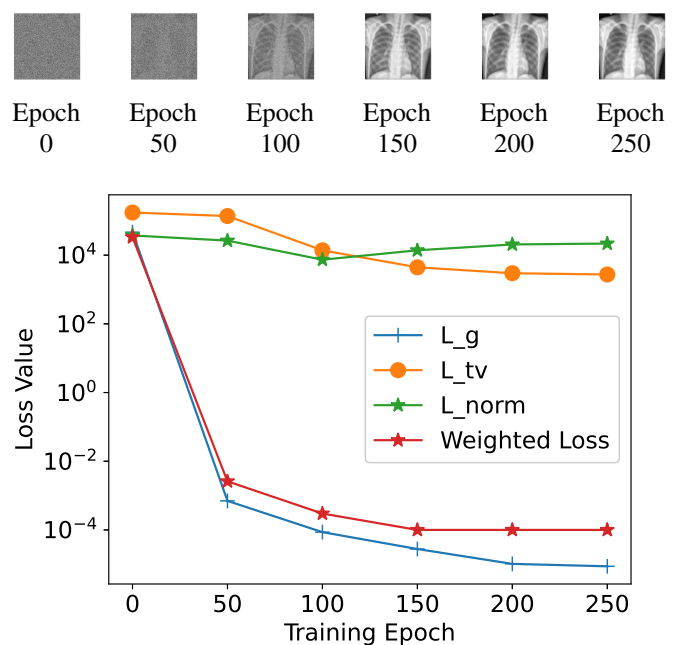 Epoch Epoch Epoch Epoch Epoch Epoch
0 50 100 150 200 250
10^4
10^2
10^0
10^-2
10^-4
Loss Value
L_g
L_tv
L_norm
Weighted Loss
0 50 100 150 200 250
Training Epoch